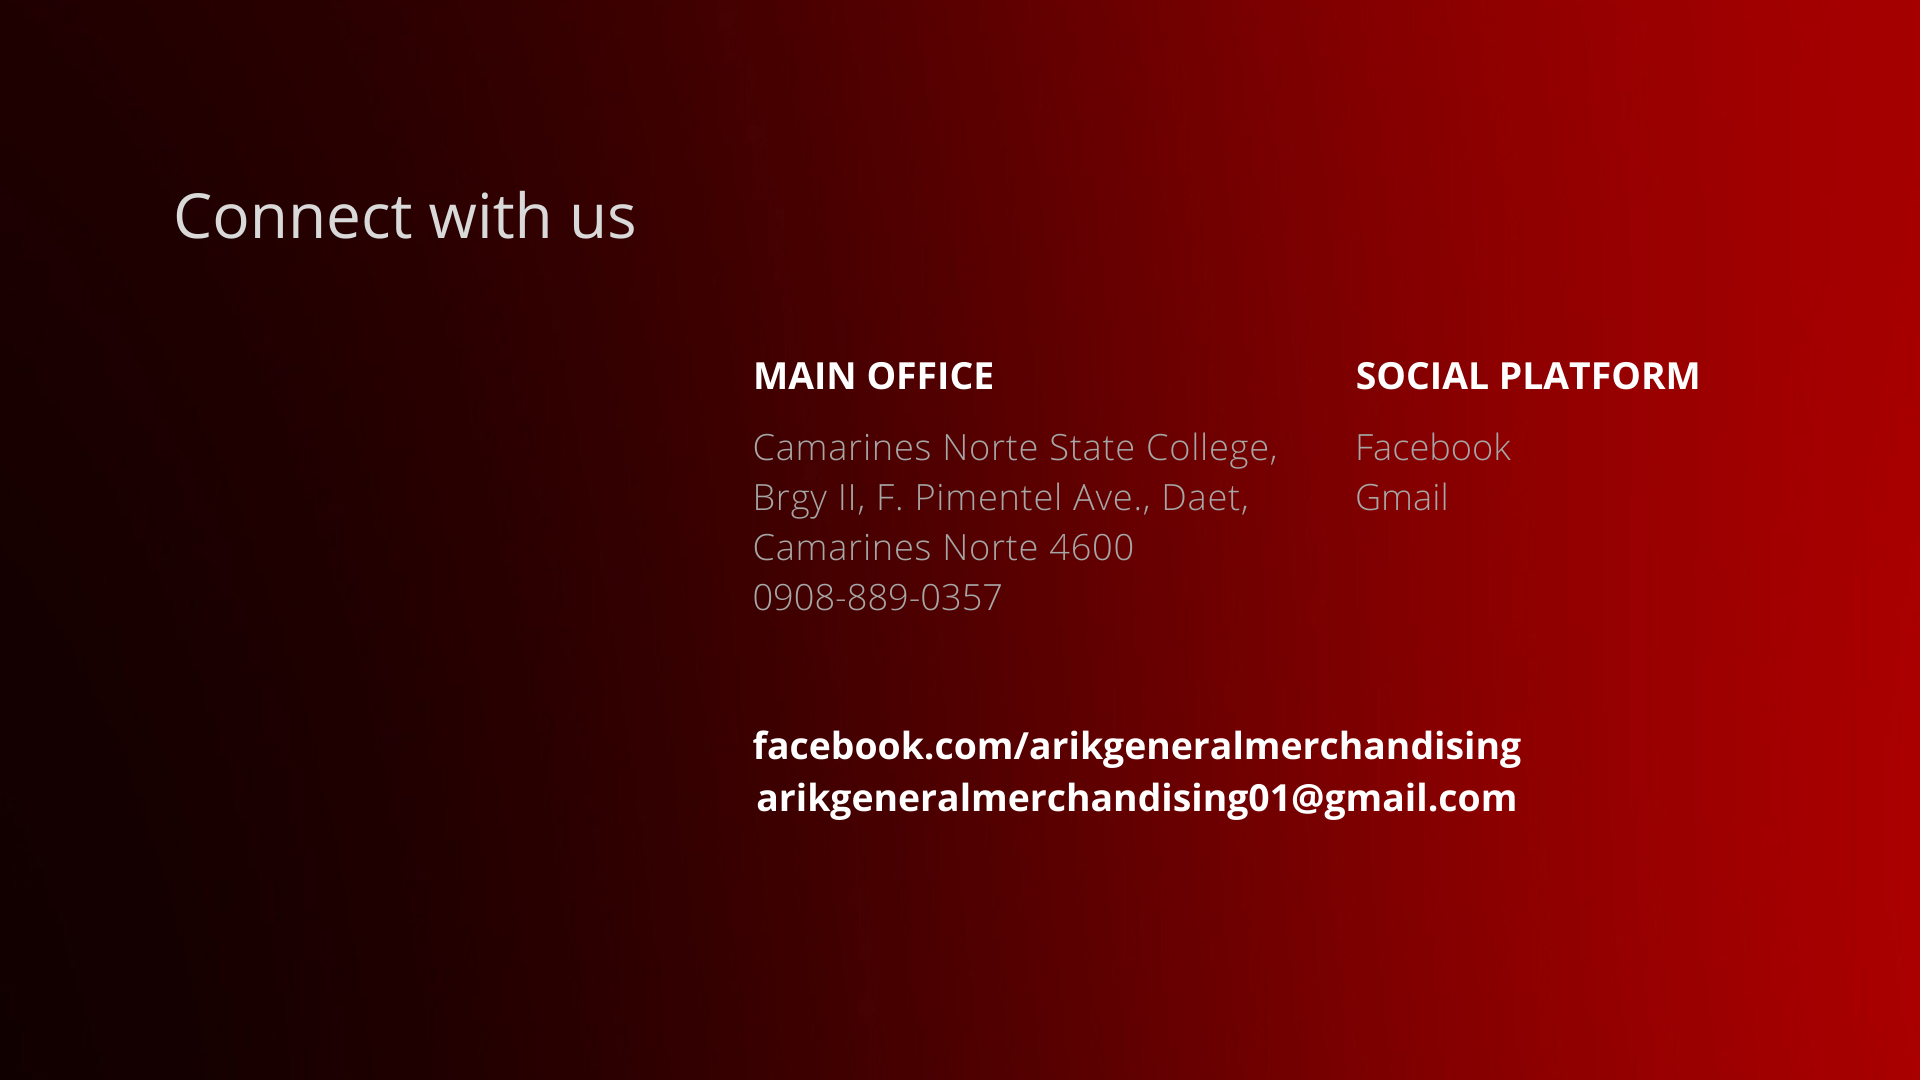 Connect with us
MAIN OFFICE
Camarines Norte State College,
Brgy II, F. Pimentel Ave., Daet,
Camarines Norte 4600
0908-889-0357
SOCIAL PLATFORM
Facebook
Gmail
facebook.com/arikgeneralmerchandising
arikgeneralmerchandising01@gmail.com